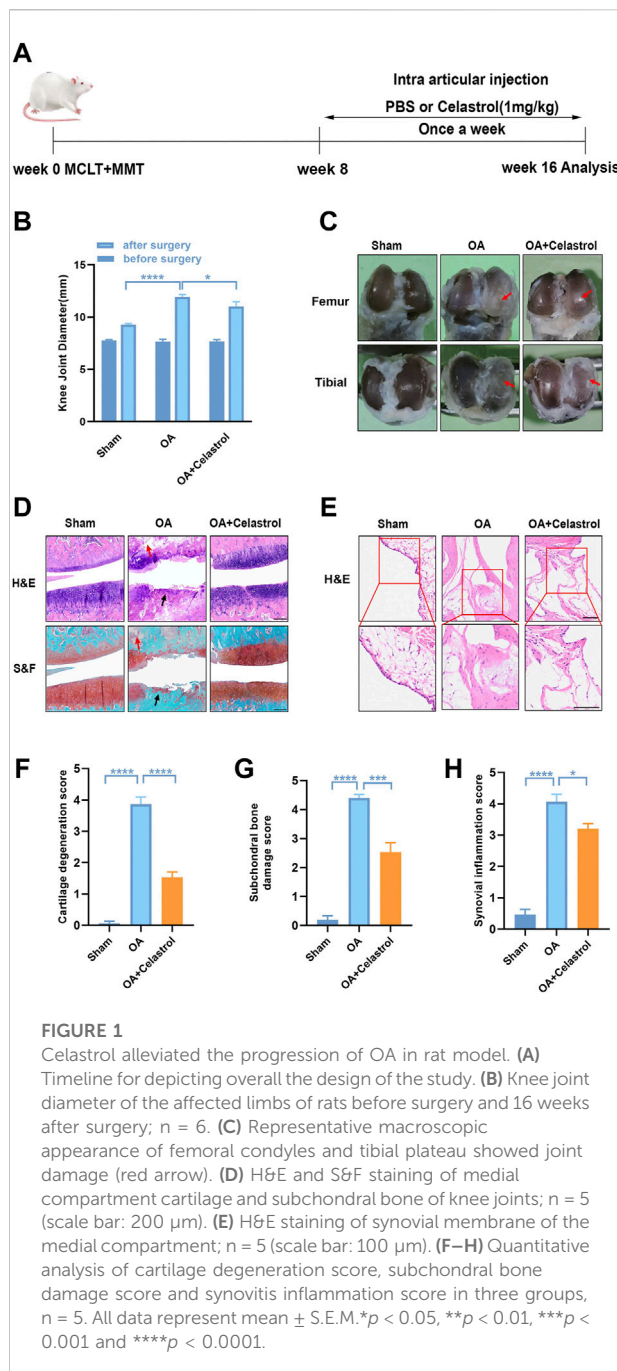 A
Intra articular injection
PBS or Celastrol(1mg/kg)
Once a week
week 0 MCLT+MMT
week 8
week 16 Analysis
B
after surgery
before surgery
Knee Joint Diameter(mm)
15
10
5
0
****
*
Sham
OA
OA+Celastrol
C
Sham
OA
OA+Celastrol
Femur
Tibial
D
Sham
OA
OA+Celastrol
H&E
S&F
E
Sham
OA
OA+Celastrol
H&E
F
Cartilage degeneration score
5
4
3
2
1
0
****
****
Sham
OA
OA+Celastrol
G
Subchondral bone
damage score
5
4
3
2
1
0
****
***
Sham
OA
OA+Celastrol
H
Synovial inflammation score
5
4
3
2
1
0
****
*
Sham
OA
OA+Celastrol
FIGURE 1
Celastrol alleviated the progression of OA in rat model. (A)
Timeline for depicting overall the design of the study. (B) Knee joint
diameter of the affected limbs of rats before surgery and 16 weeks
after surgery; n = 6. (C) Representative macroscopic
appearance of femoral condyles and tibial plateau showed joint
damage (red arrow). (D) H&E and S&F staining of medial
compartment cartilage and subchondral bone of knee joints; n = 5
(scale bar: 200 μm). (E) H&E staining of synovial membrane of the
medial compartment; n = 5 (scale bar: 100 μm). (F–H) Quantitative
analysis of cartilage degeneration score, subchondral bone
damage score and synovitis inflammation score in three groups,
n = 5. All data represent mean ± S.E.M.*p < 0.05, **p < 0.01, ***p <
0.001 and ****p < 0.0001.